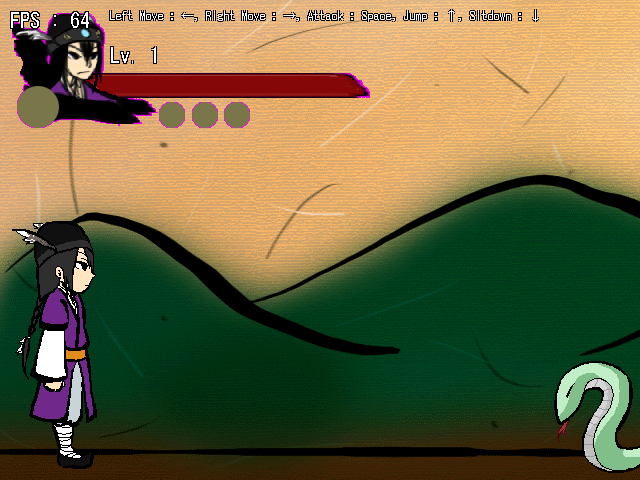 FPS : 64
Left Move : ←, Right Move : →, Attack : Space, Jump : ↑, Sitdown : ↓
Lv. 1